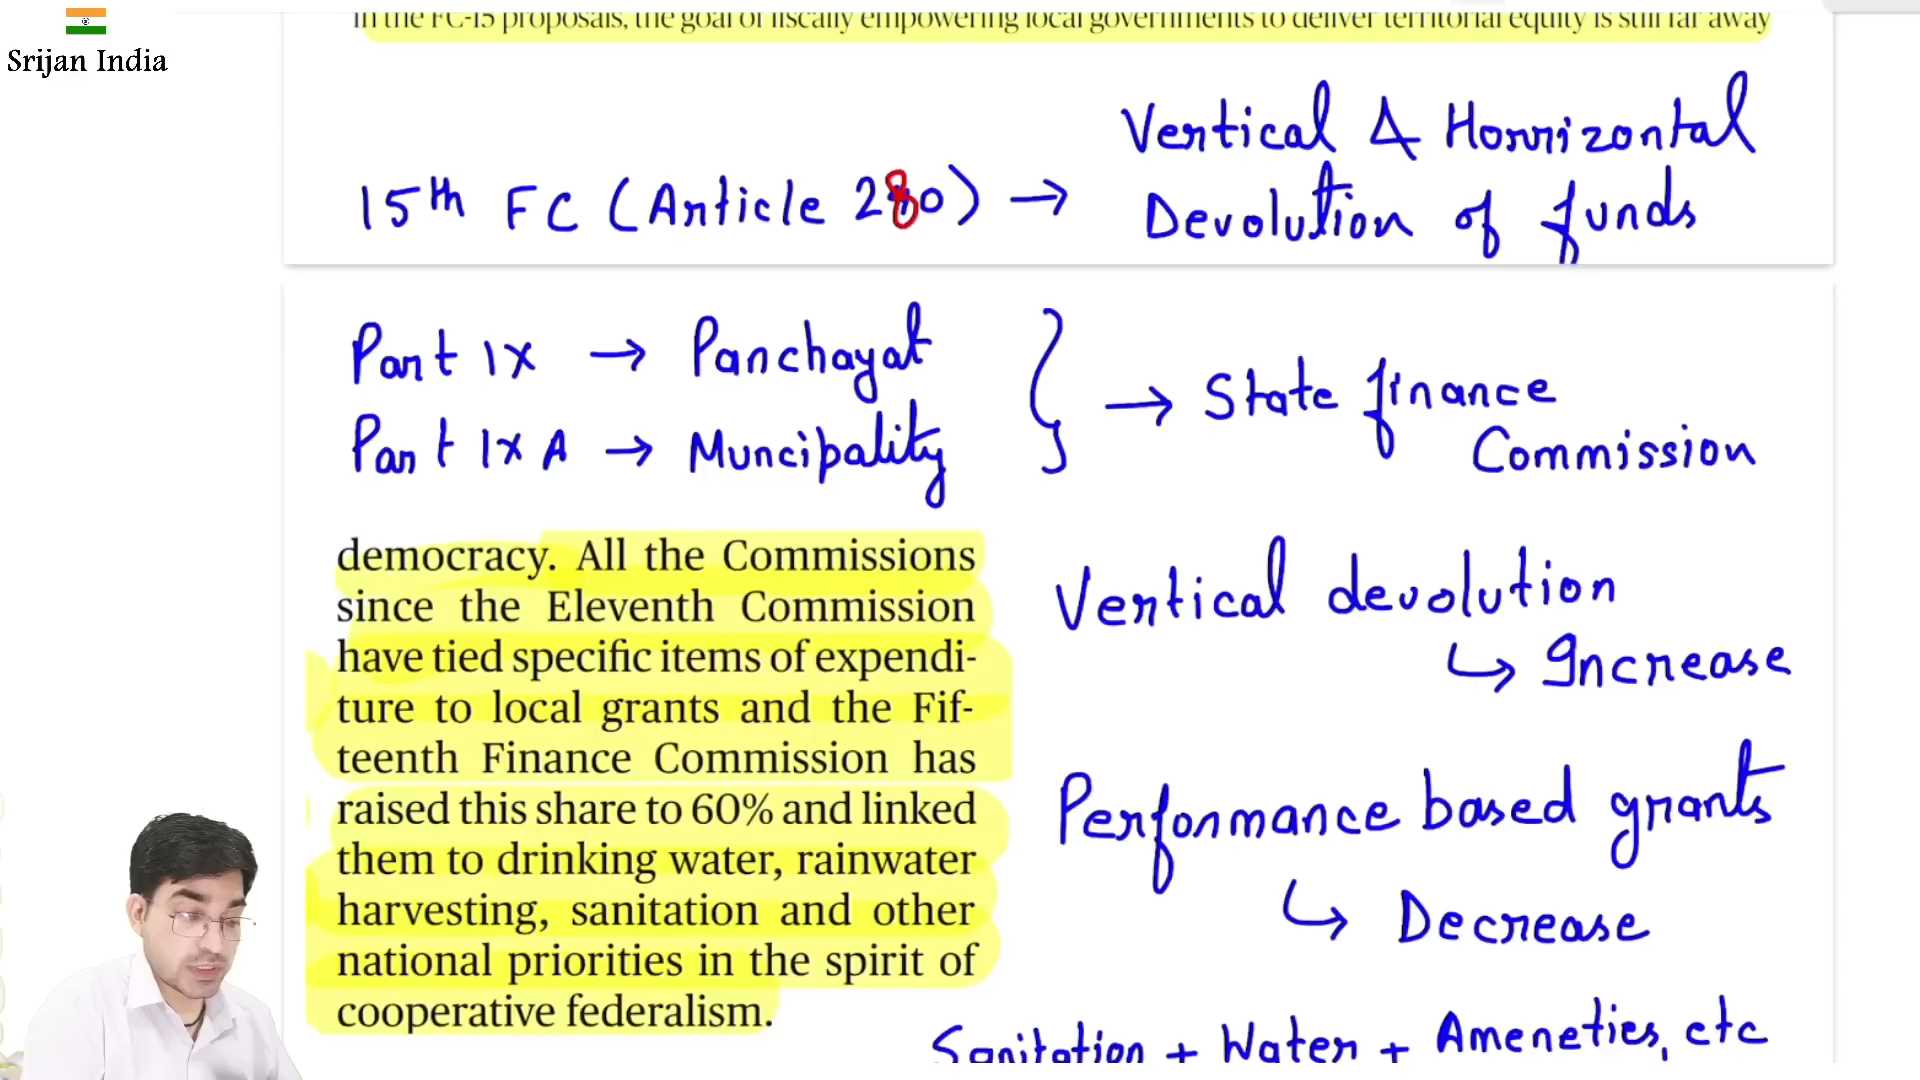 in the FC-15 proposals, the goal of fiscally empowering local governments to deliver territorial equity is still far away
Srijan India
Vertical & Horrizontal
15th FC (Article 280) → Devolution of funds
Part IX → Panchayat
Part IX A → Muncipality
} → State finance
Commission
democracy. All the Commissions
since the Eleventh Commission
have tied specific items of expendi-
ture to local grants and the Fif-
teenth Finance Commission has
raised this share to 60% and linked
them to drinking water, rainwater
harvesting, sanitation and other
national priorities in the spirit of
cooperative federalism.
Vertical devolution
↳ Increase
Performance based grants
↳ Decrease
Sanitation + Water + Ameneties, etc